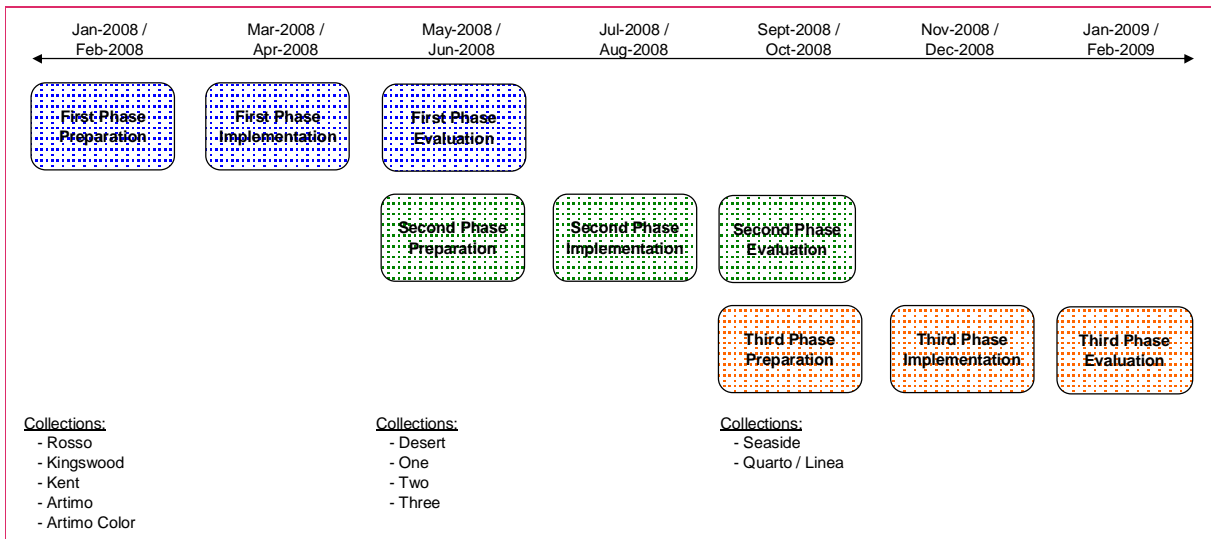 Jan-2008 /
Feb-2008
Mar-2008 /
Apr-2008
May-2008 /
Jun-2008
Jul-2008 /
Aug-2008
Sept-2008 /
Oct-2008
Nov-2008 /
Dec-2008
Jan-2009 /
Feb-2009
First Phase
Preparation
First Phase
Implementation
First Phase
Evaluation
Second Phase
Preparation
Second Phase
Implementation
Second Phase
Evaluation
Third Phase
Preparation
Third Phase
Implementation
Third Phase
Evaluation
Collections:
- Rosso
- Kingswood
- Kent
- Artimo
- Artimo Color
Collections:
- Desert
- One
- Two
- Three
Collections:
- Seaside
- Quarto / Linea